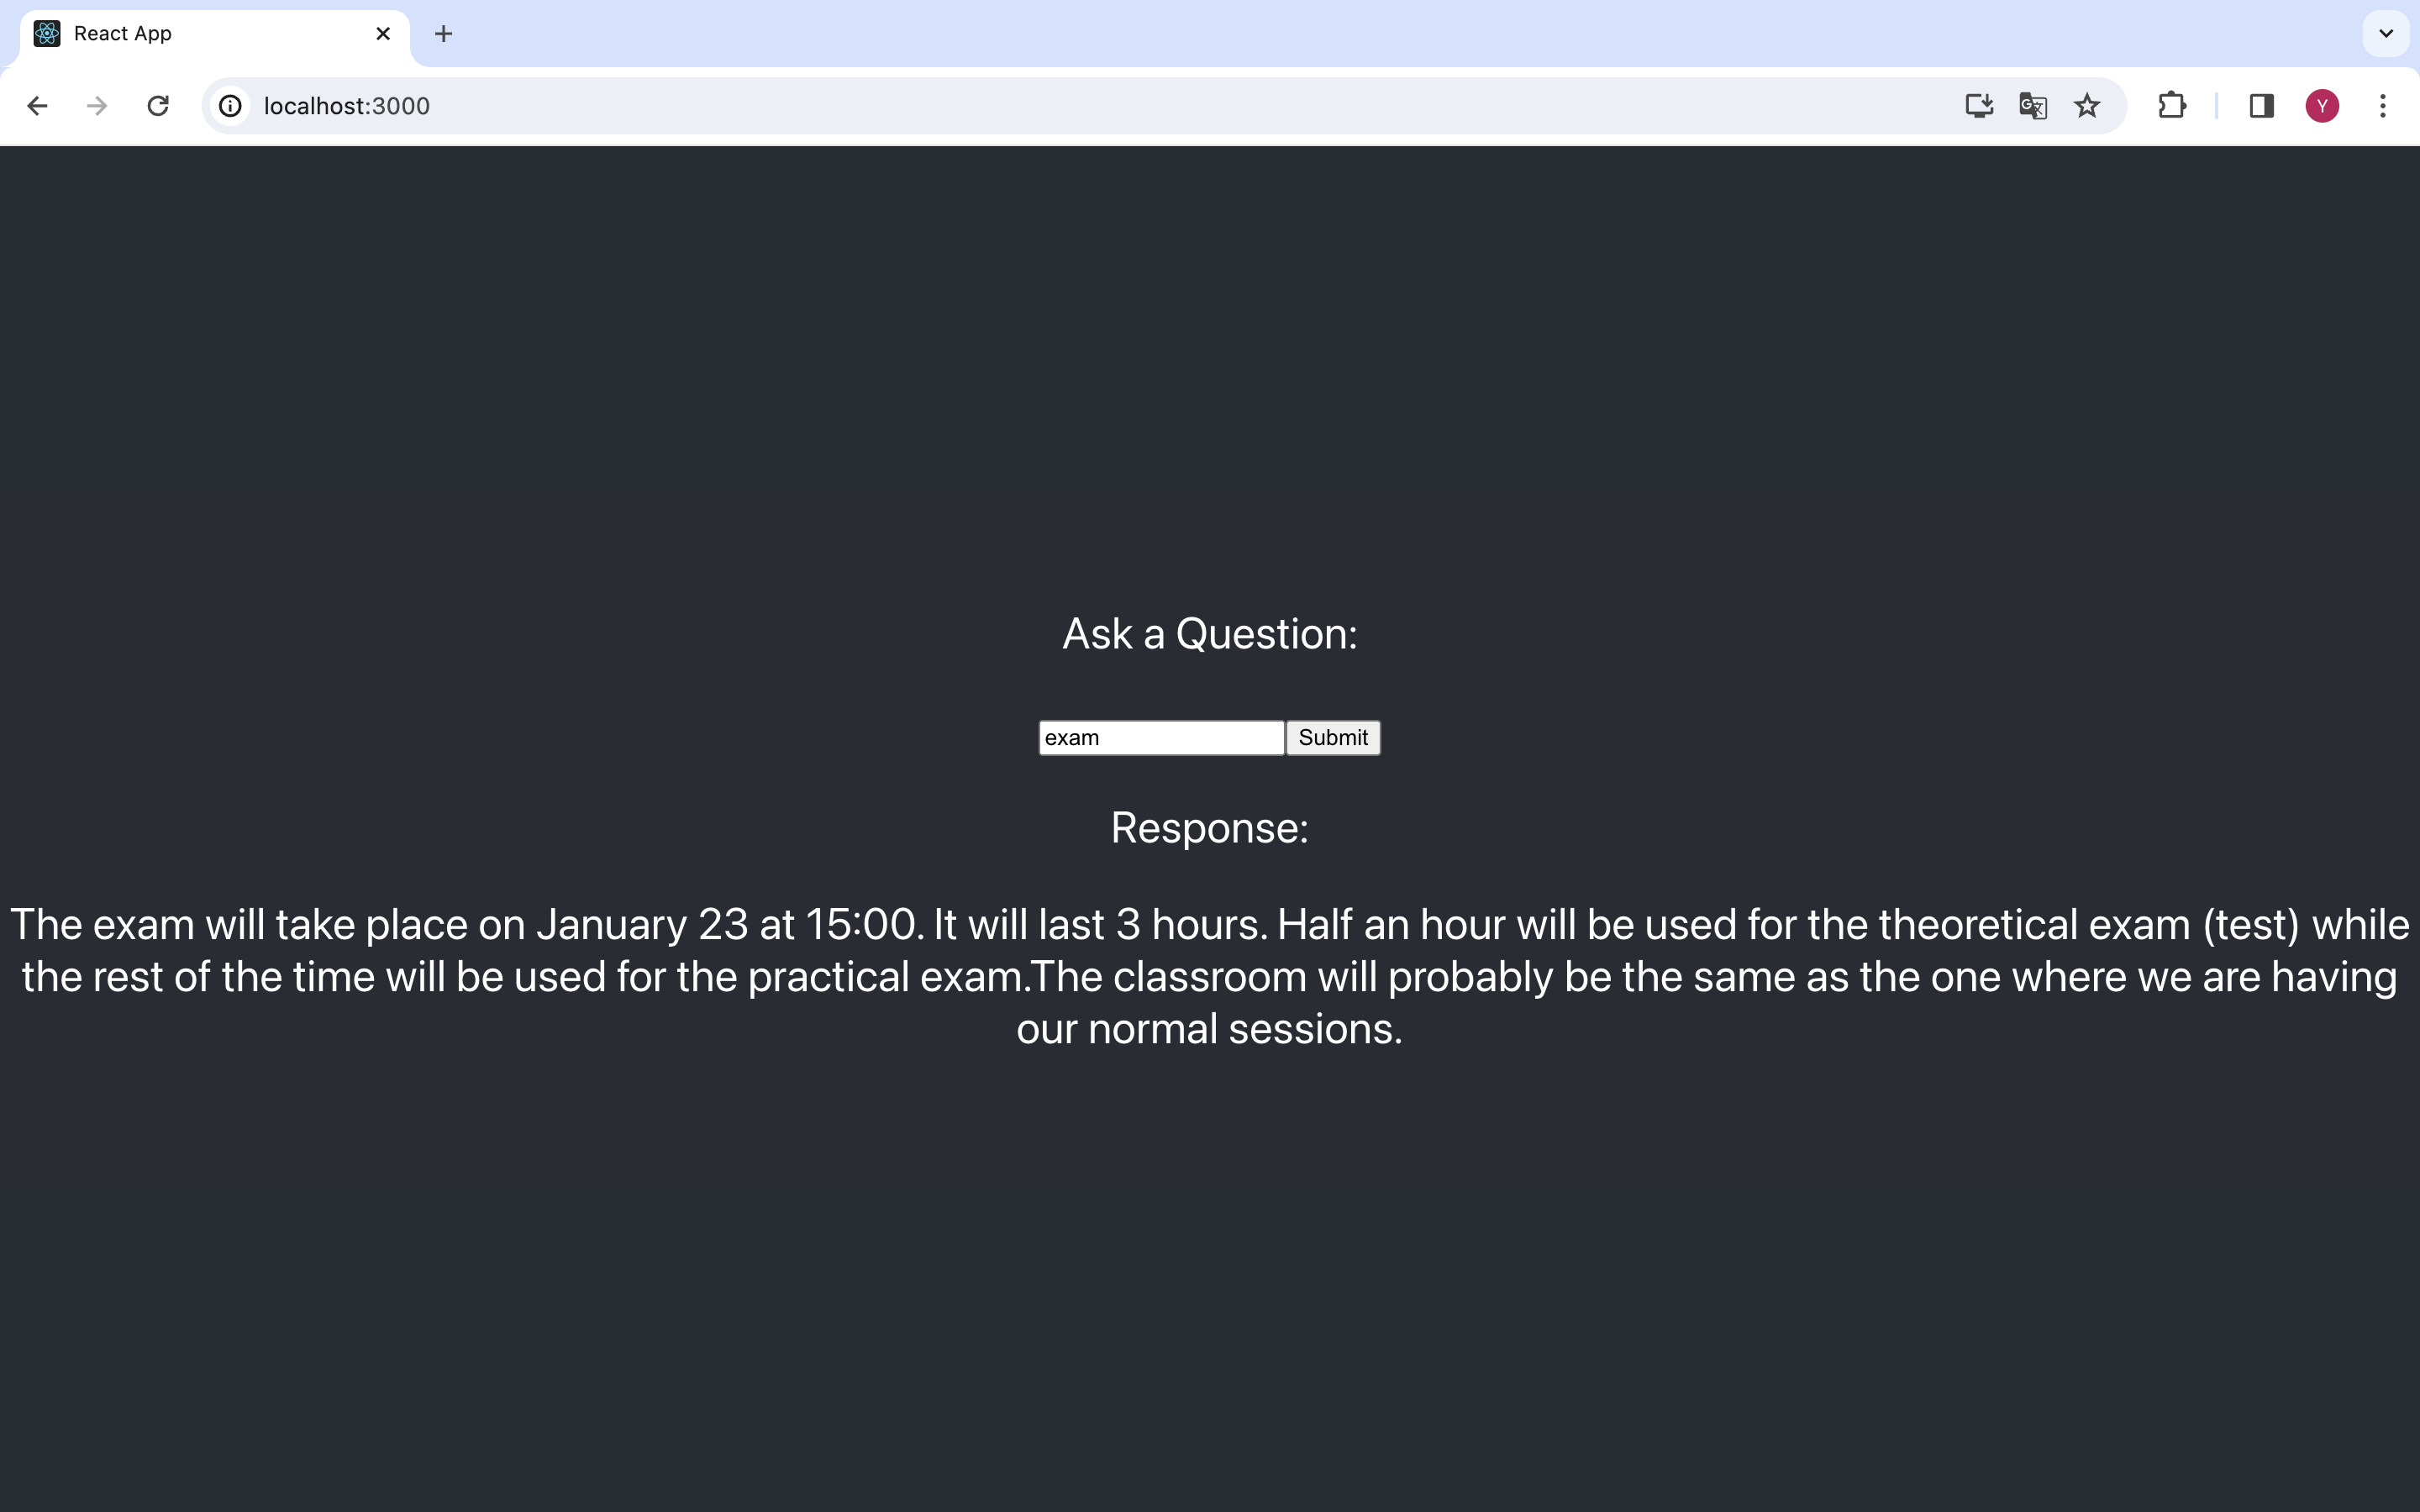 React App
localhost:3000
Y
Ask a Question:
exam Submit
Response:
The exam will take place on January 23 at 15:00. It will last 3 hours. Half an hour will be used for the theoretical exam (test) while
the rest of the time will be used for the practical exam.The classroom will probably be the same as the one where we are having
our normal sessions.